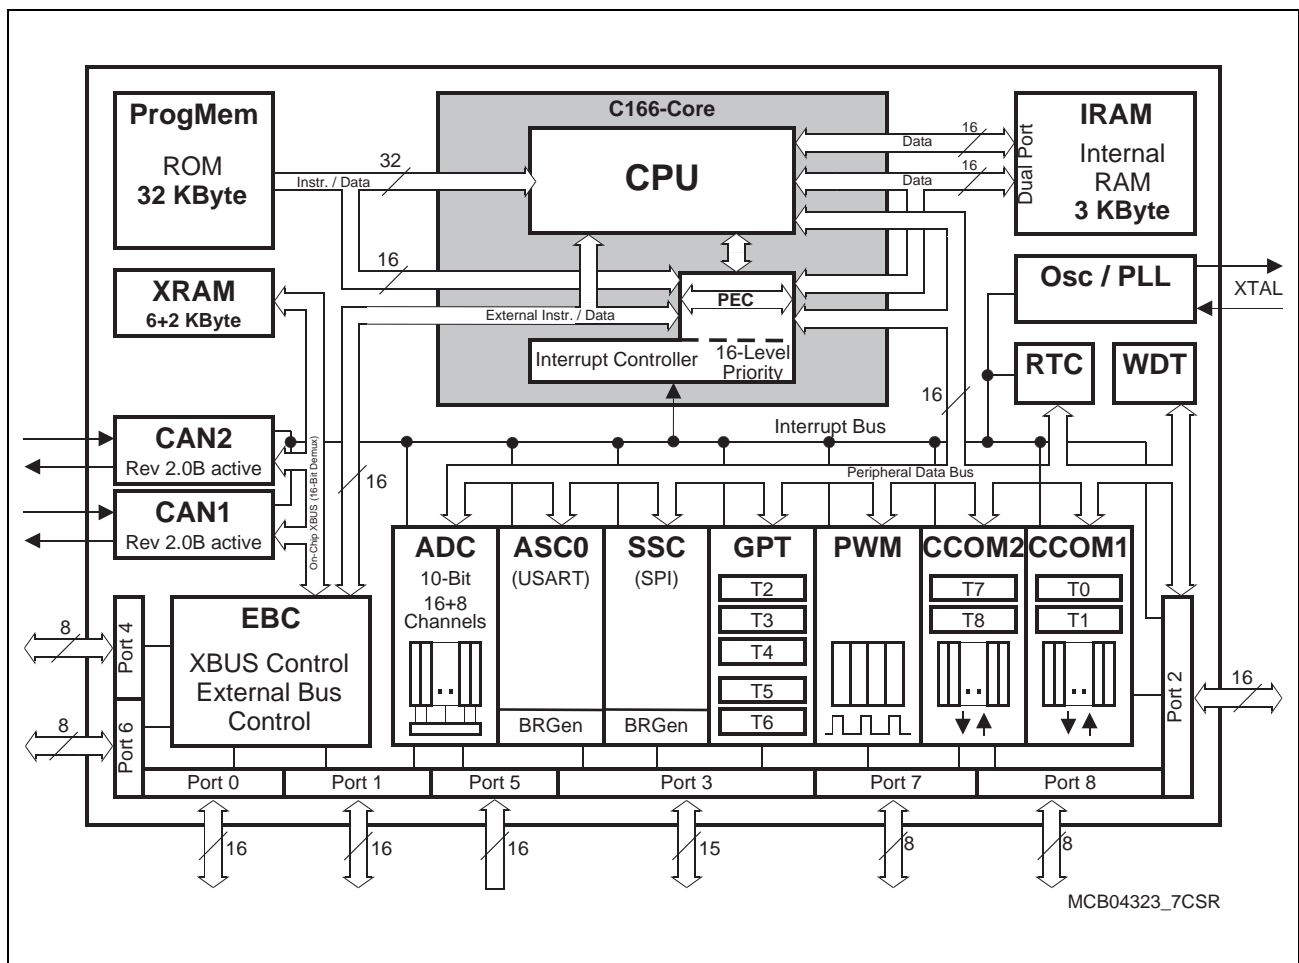 C166-Core
ProgMem
ROM
32 KByte
32
Instr. / Data
CPU
16
Data
16
Data
Dual Port
IRAM
Internal
RAM
3 KByte
16
XRAM
6+2 KByte
External Instr. / Data
PEC
Interrupt Controller
16-Level
Priority
Osc / PLL
XTAL
RTC
WDT
16
Interrupt Bus
Peripheral Data Bus
CAN2
Rev 2.0B active
CAN1
Rev 2.0B active
On-Chip XBUS (16-Bit Demux)
16
EBC
XBUS Control
External Bus
Control
ADC
10-Bit
16+8
Channels
ASC0
(USART)
BRGen
SSC
(SPI)
BRGen
GPT
T2
T3
T4
T5
T6
PWM
CCOM2
T7
T8
CCOM1
T0
T1
8
Port 4
8
Port 6
Port 2
16
Port 0
Port 1
Port 5
Port 3
Port 7
Port 8
16
16
16
15
8
8
MCB04323_7CSR